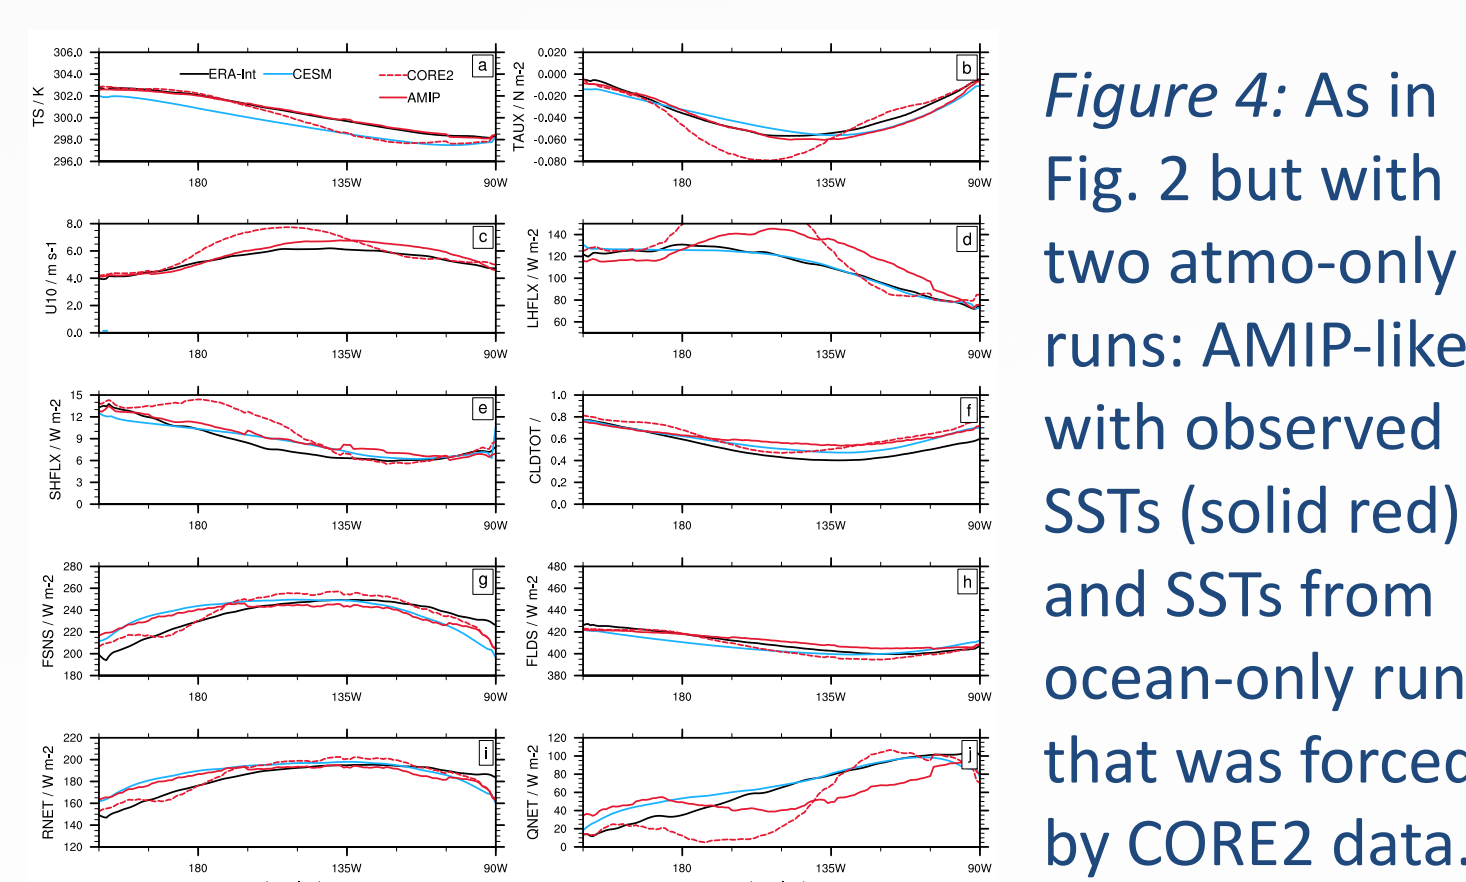 306.0
304.0
302.0
300.0
298.0
296.0
TS / K
ERA-Int
CESM
CORE2
AMIP
a
180
135W
90W
0.020
0.000
-0.020
-0.040
-0.060
-0.080
TAUX / N m-2
b
180
135W
90W
8.0
6.0
4.0
2.0
0.0
U10 / m s-1
c
180
135W
90W
140
120
100
80
60
LHFLX / W m-2
d
180
135W
90W
15
12
9
6
3
0
SHFLX / W m-2
e
180
135W
90W
1.0
0.8
0.6
0.4
0.2
0.0
CLDTOT /
f
180
135W
90W
280
260
240
220
200
180
FSNS / W m-2
g
180
135W
90W
480
460
440
420
400
380
FLDS / W m-2
h
180
135W
90W
220
200
180
160
140
120
RNET / W m-2
i
180
135W
90W
120
100
80
60
40
20
0
QNET / W m-2
j
180
135W
90W
Figure 4: As in
Fig. 2 but with
two atmo-only
runs: AMIP-like
with observed
SSTs (solid red)
and SSTs from
ocean-only run
that was forced
by CORE2 data.